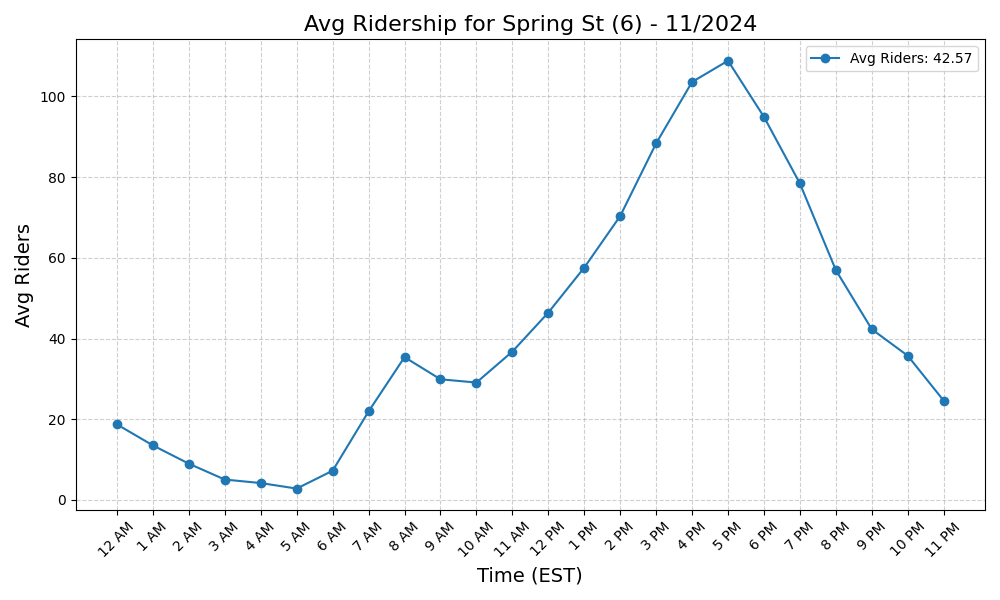 Avg Ridership for Spring St (6) - 11/2024
Avg Riders: 42.57
Avg Riders
100
80
60
40
20
0
12 AM
1 AM
2 AM
3 AM
4 AM
5 AM
6 AM
7 AM
8 AM
9 AM
10 AM
11 AM
12 PM
1 PM
2 PM
3 PM
4 PM
5 PM
6 PM
7 PM
8 PM
9 PM
10 PM
11 PM
Time (EST)